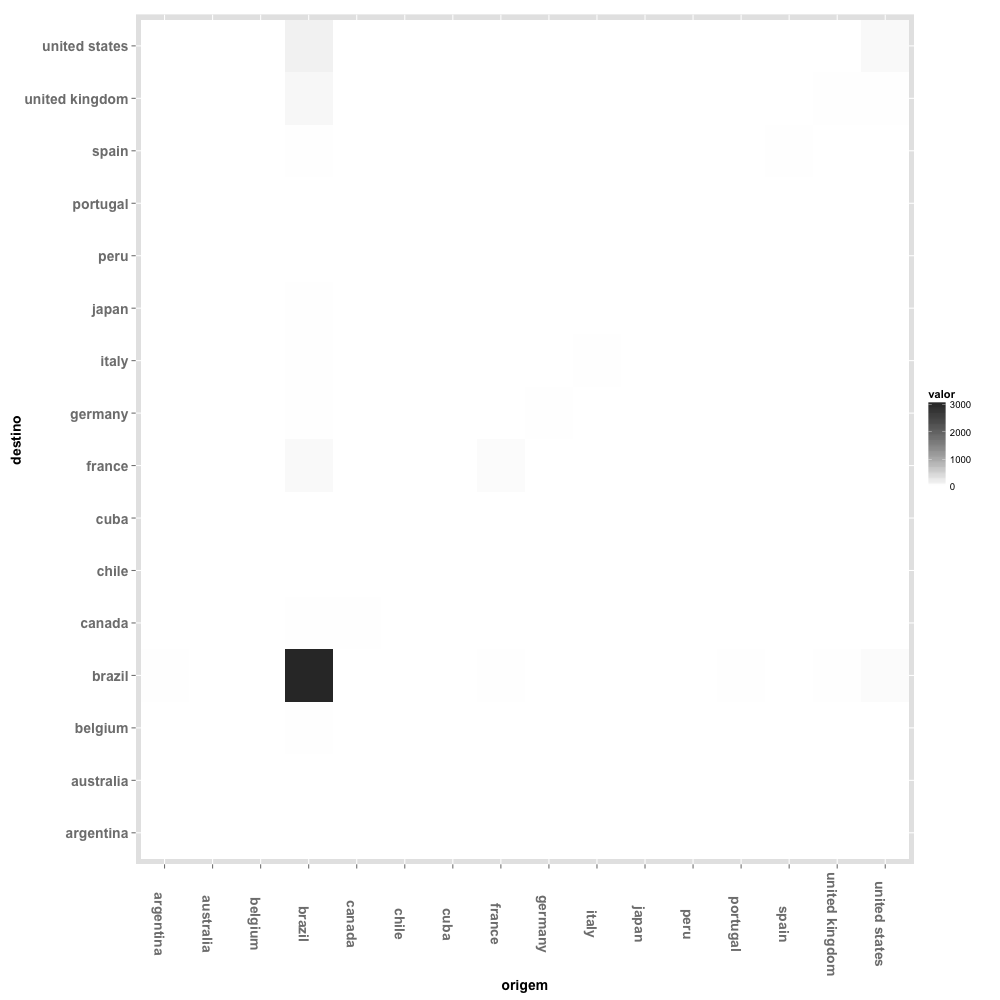 united states
united kingdom
spain
portugal
peru
japan
italy
germany
france
cuba
chile
canada
brazil
belgium
australia
argentina
destino
valor
3000
2000
1000
0
argentina
australia
belgium
brazil
canada
chile
cuba
france
germany
italy
japan
peru
portugal
spain
united kingdom
united states
origem